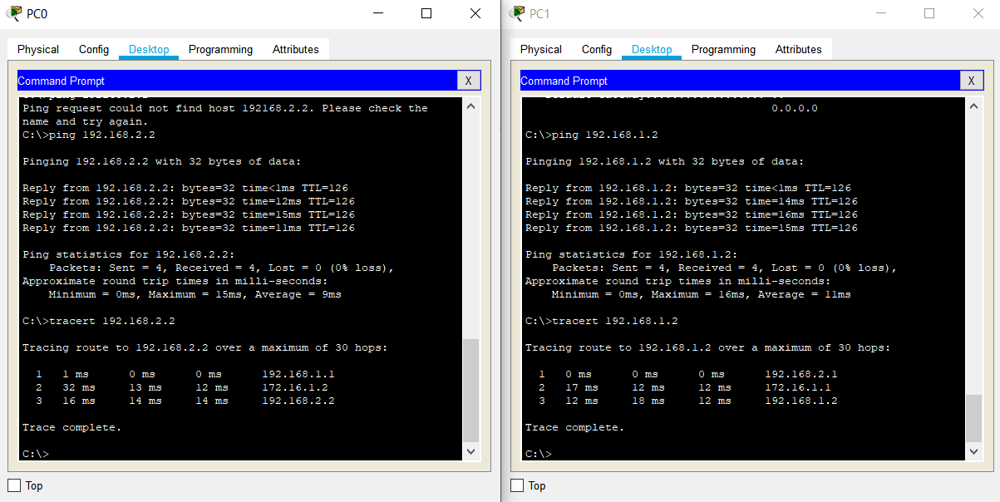 PC0
Physical Config Desktop Programming Attributes
Command Prompt X
Ping request could not find host 192168.2.2. Please check the
name and try again.
C:\>ping 192.168.2.2
Pinging 192.168.2.2 with 32 bytes of data:
Reply from 192.168.2.2: bytes=32 time<1ms TTL=126
Reply from 192.168.2.2: bytes=32 time=12ms TTL=126
Reply from 192.168.2.2: bytes=32 time=15ms TTL=126
Reply from 192.168.2.2: bytes=32 time=11ms TTL=126
Ping statistics for 192.168.2.2:
Packets: Sent = 4, Received = 4, Lost = 0 (0% loss),
Approximate round trip times in milli-seconds:
Minimum = 0ms, Maximum = 15ms, Average = 9ms
C:\>tracert 192.168.2.2
Tracing route to 192.168.2.2 over a maximum of 30 hops:
1 1 ms 0 ms 0 ms 192.168.1.1
2 32 ms 13 ms 12 ms 172.16.1.2
3 16 ms 14 ms 14 ms 192.168.2.2
Trace complete.
C:\>
Top
PC1
Physical Config Desktop Programming Attributes
Command Prompt X
0.0.0.0
C:\>ping 192.168.1.2
Pinging 192.168.1.2 with 32 bytes of data:
Reply from 192.168.1.2: bytes=32 time<1ms TTL=126
Reply from 192.168.1.2: bytes=32 time=14ms TTL=126
Reply from 192.168.1.2: bytes=32 time=16ms TTL=126
Reply from 192.168.1.2: bytes=32 time=15ms TTL=126
Ping statistics for 192.168.1.2:
Packets: Sent = 4, Received = 4, Lost = 0 (0% loss),
Approximate round trip times in milli-seconds:
Minimum = 0ms, Maximum = 16ms, Average = 11ms
C:\>tracert 192.168.1.2
Tracing route to 192.168.1.2 over a maximum of 30 hops:
1 0 ms 0 ms 0 ms 192.168.2.1
2 17 ms 12 ms 12 ms 172.16.1.1
3 12 ms 18 ms 12 ms 192.168.1.2
Trace complete.
C:\>
Top